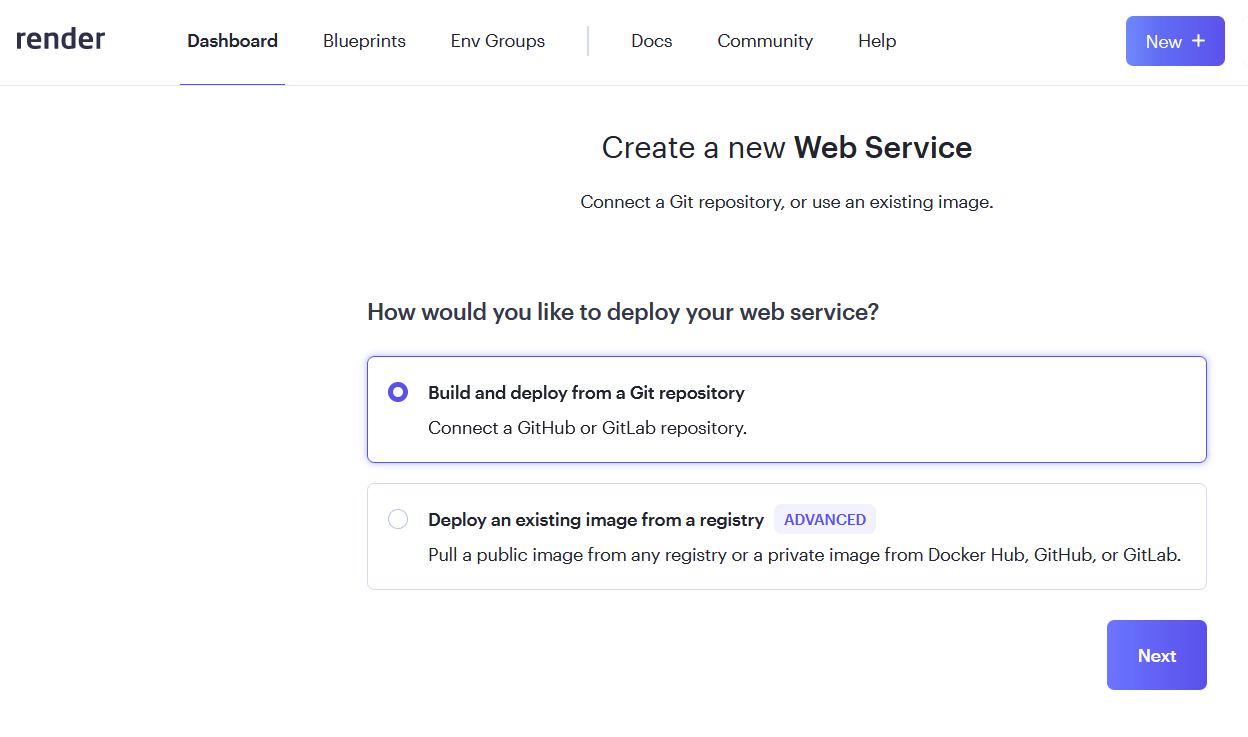 render Dashboard Blueprints Env Groups Docs Community Help New +
Create a new Web Service
Connect a Git repository, or use an existing image.
How would you like to deploy your web service?
Build and deploy from a Git repository
Connect a GitHub or GitLab repository.
Deploy an existing image from a registry ADVANCED
Pull a public image from any registry or a private image from Docker Hub, GitHub, or GitLab.
Next